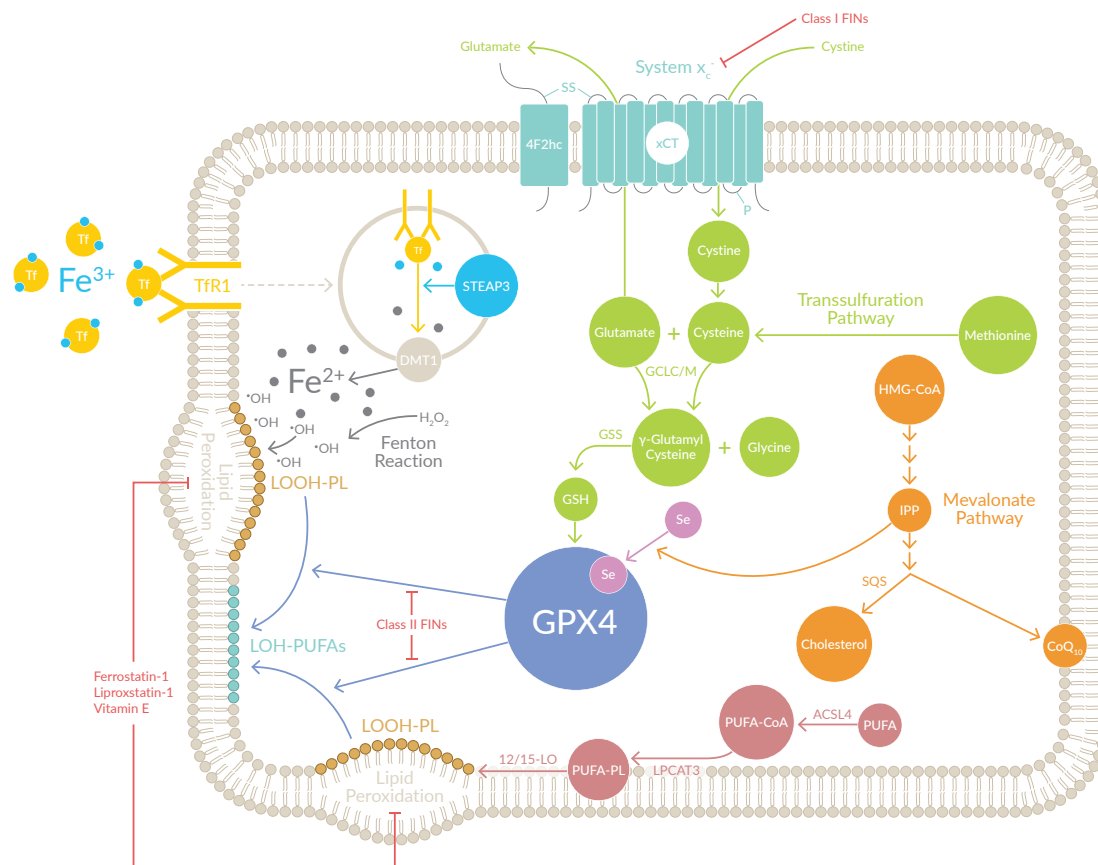 Class I FINs
Glutamate
Cystine
System x
c
-
SS
4F2hc
xCT
P
Tf
Tf
Tf
Tf
Fe3+
TfR1
Tf
STEAP3
DMT1
Cystine
Glutamate
+
Cysteine
Transsulfuration
Pathway
Methionine
GCLC/M
HMG-CoA
Fe2+
•OH
•OH
•OH
•OH
•OH
H2O2
Fenton
Reaction
Lipid
Peroxidation
LOOH-PL
GSS
γ-Glutamyl
Cysteine
+
Glycine
GSH
Se
IPP
Mevalonate
Pathway
Se
GPX4
SQS
Class II FINs
LOH-PUFAs
Cholesterol
CoQ10
Ferrostatin-1
Liproxstatin-1
Vitamin E
LOOH-PL
PUFA-CoA
ACSL4
PUFA
12/15-LO
PUFA-PL
LPCAT3
Lipid
Peroxidation